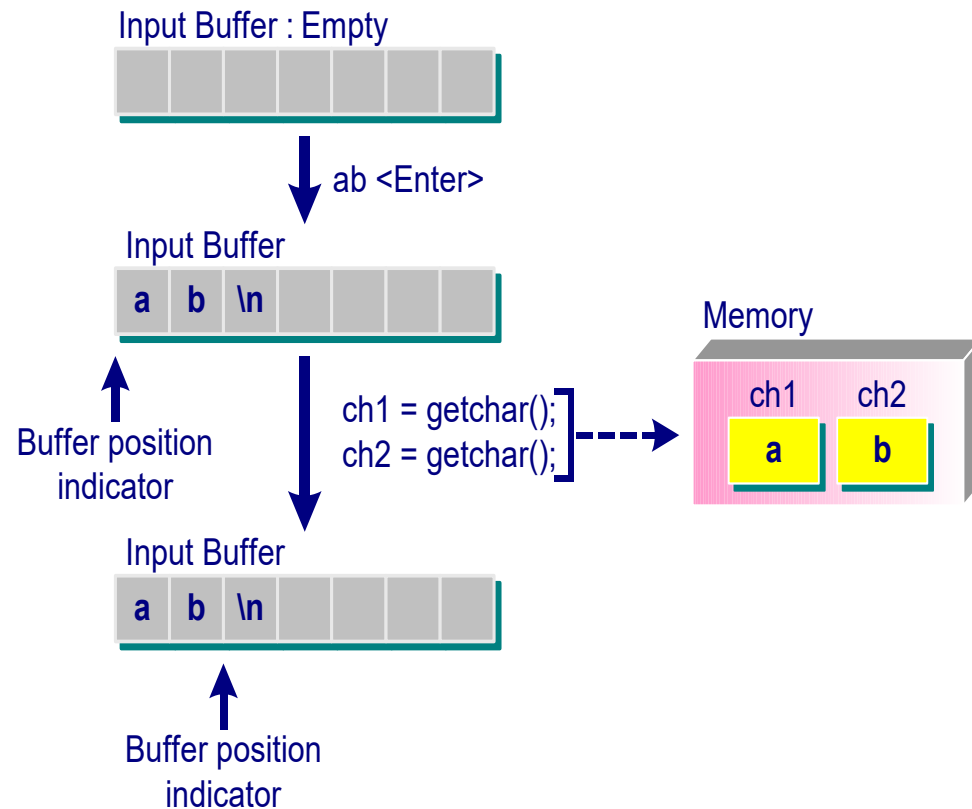 Input Buffer : Empty
ab <Enter>
Input Buffer
a b \n
Buffer position
indicator
ch1 = getchar();
ch2 = getchar();
Memory
ch1 ch2
a b
Input Buffer
a b \n
Buffer position
indicator